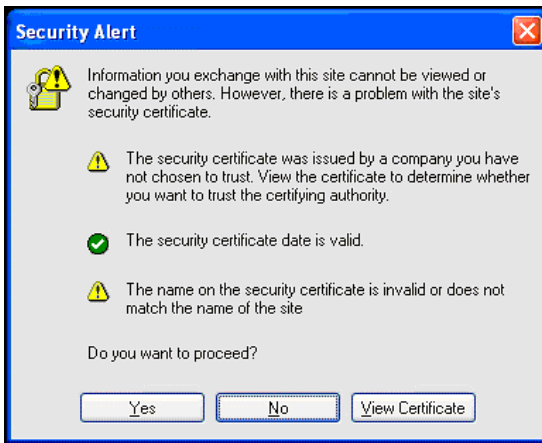 Security Alert
Information you exchange with this site cannot be viewed or
changed by others. However, there is a problem with the site's
security certificate.
The security certificate was issued by a company you have
not chosen to trust. View the certificate to determine whether
you want to trust the certifying authority.
The security certificate date is valid.
The name on the security certificate is invalid or does not
match the name of the site
Do you want to proceed?
Yes No View Certificate